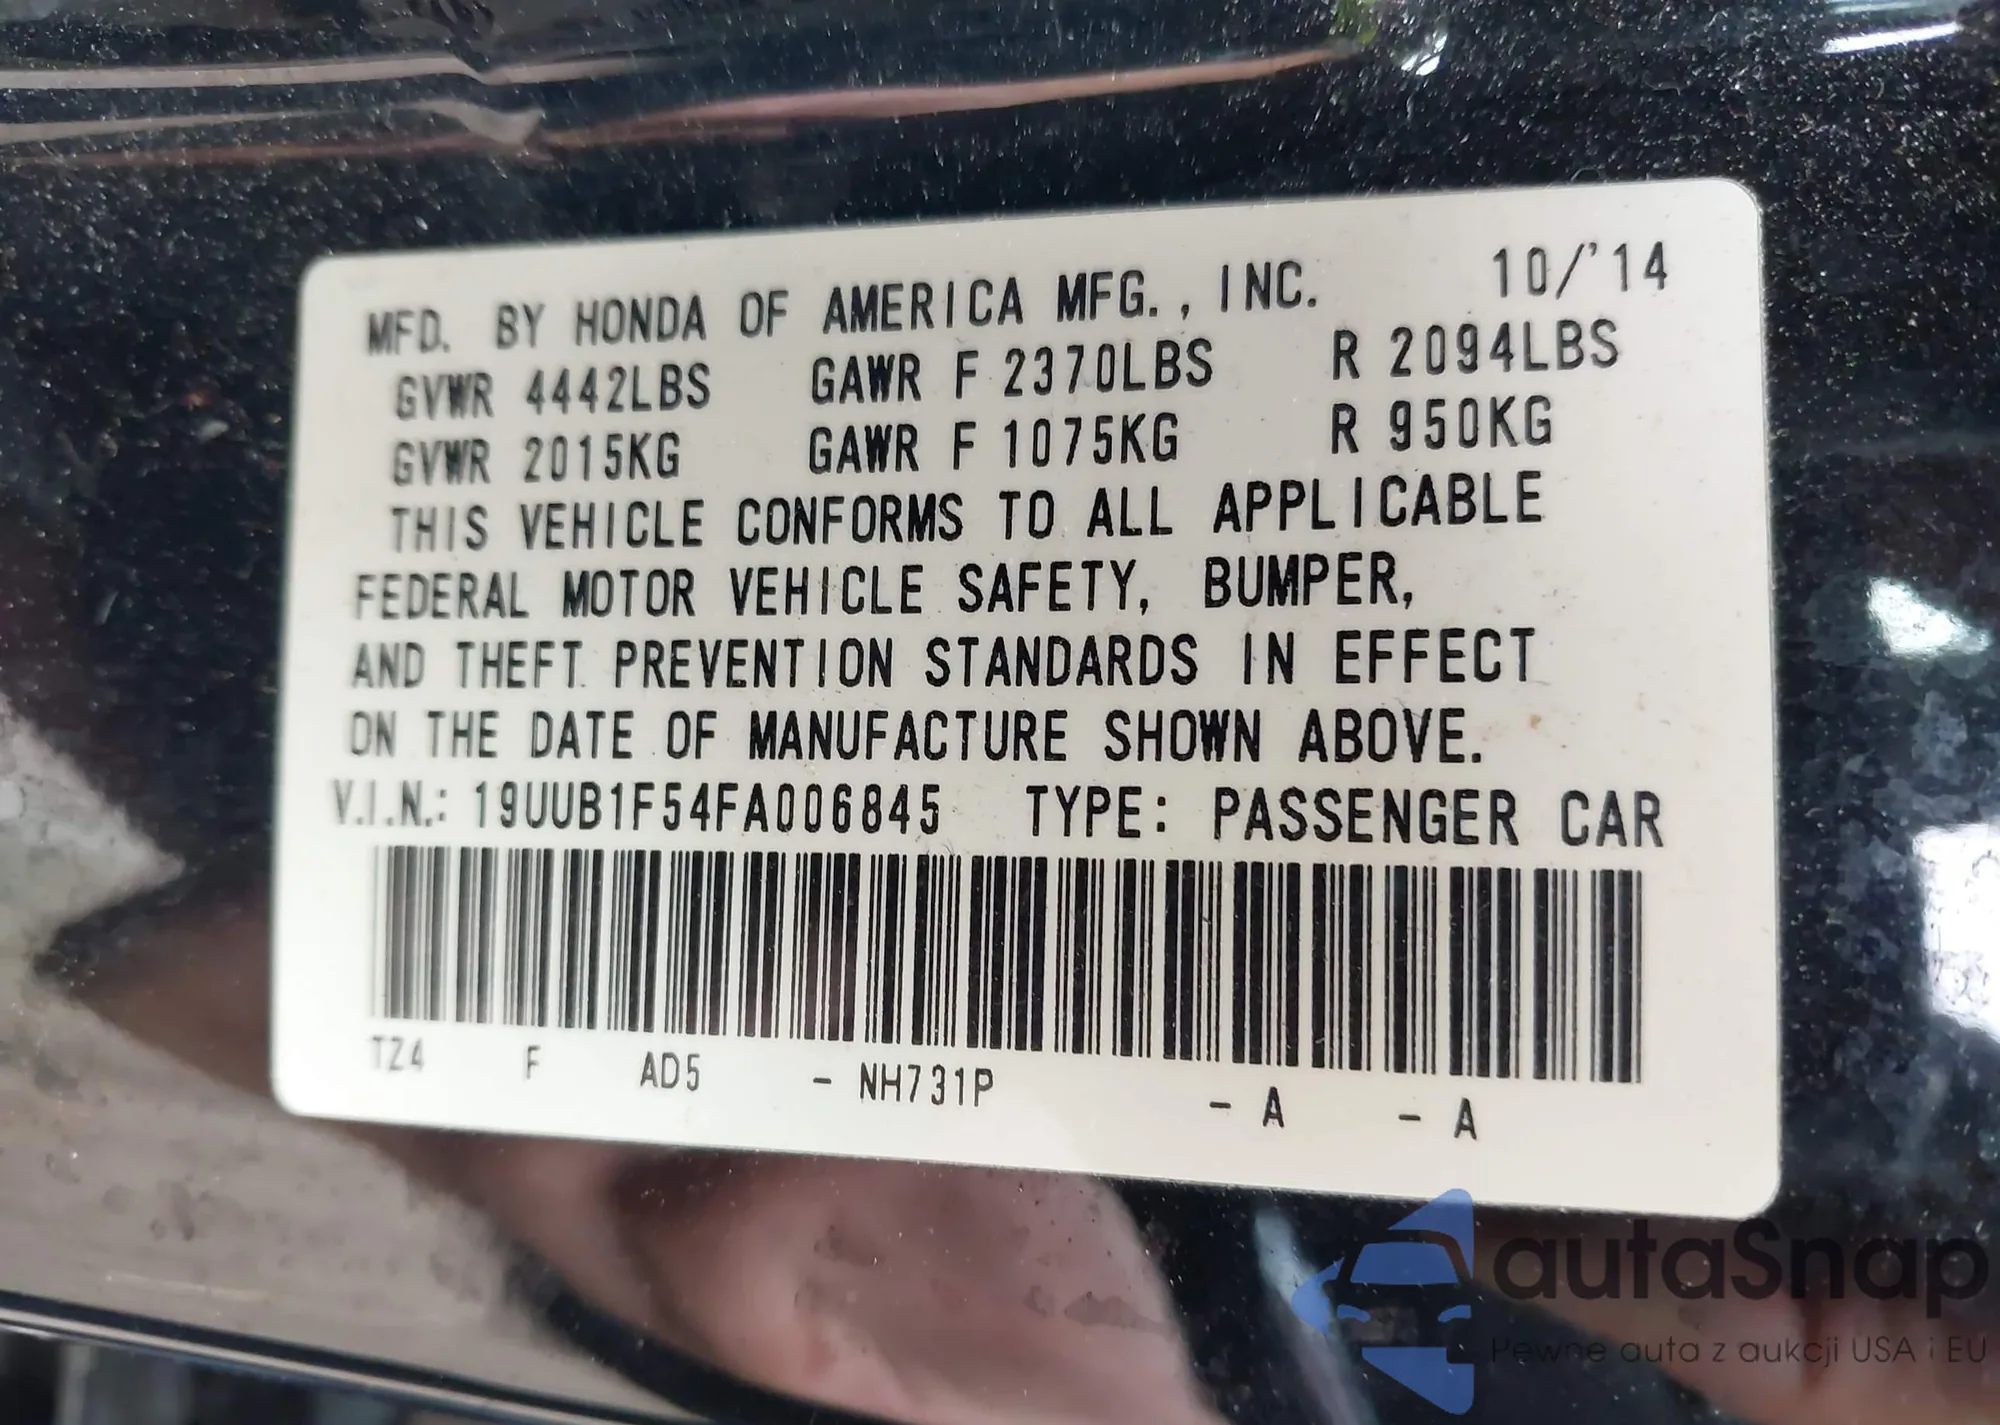 MFD. BY HONDA OF AMERICA MFG., INC. 10/'14
GVWR 4442LBS GAWR F 2370LBS R 2094LBS
GVWR 2015KG GAWR F 1075KG R 950KG
THIS VEHICLE CONFORMS TO ALL APPLICABLE
FEDERAL MOTOR VEHICLE SAFETY, BUMPER,
AND THEFT PREVENTION STANDARDS IN EFFECT
ON THE DATE OF MANUFACTURE SHOWN ABOVE.
V.I.N.: 19UUB1F54FA006845 TYPE: PASSENGER CAR
TZ4 F AD5 - NH731P - A - A
autaSnap
Pewne auta z aukcji USA i EU